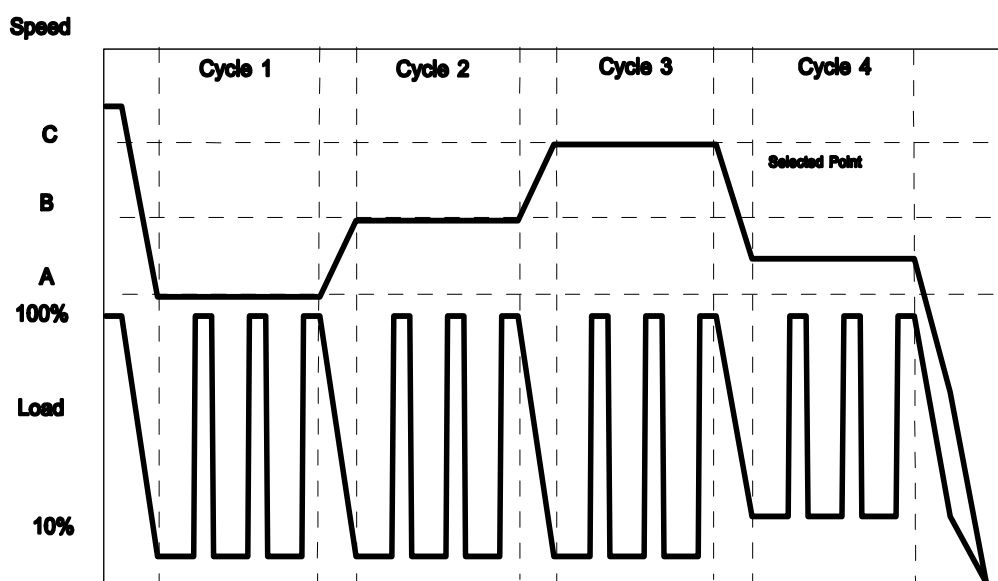 Speed
Cycle 1
Cycle 2
Cycle 3
Cycle 4
C
Selected Point
B
A
100%
Load
10%